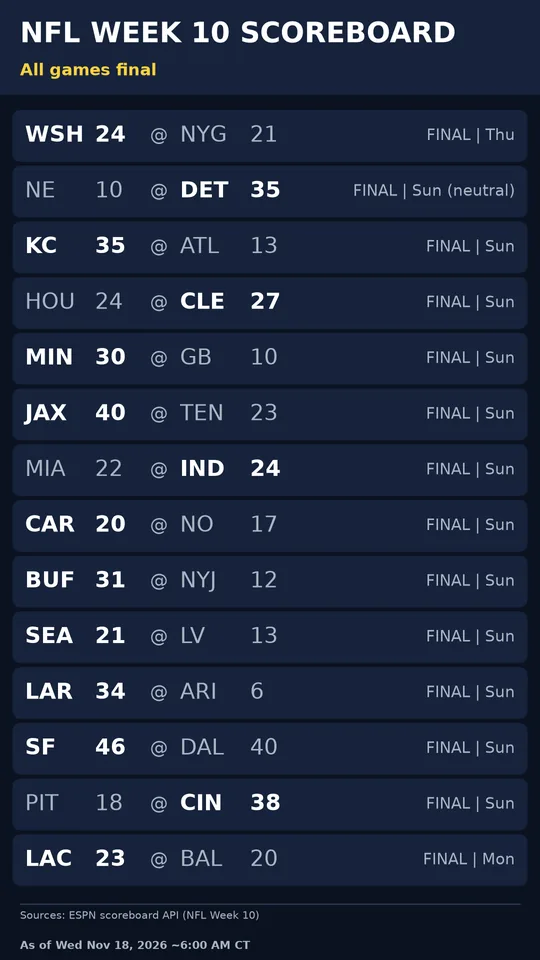 NFL WEEK 10 SCOREBOARD
All games final
WSH 24 @ NYG 21 FINAL | Thu
NE 10 @ DET 35 FINAL | Sun (neutral)
KC 35 @ ATL 13 FINAL | Sun
HOU 24 @ CLE 27 FINAL | Sun
MIN 30 @ GB 10 FINAL | Sun
JAX 40 @ TEN 23 FINAL | Sun
MIA 22 @ IND 24 FINAL | Sun
CAR 20 @ NO 17 FINAL | Sun
BUF 31 @ NYJ 12 FINAL | Sun
SEA 21 @ LV 13 FINAL | Sun
LAR 34 @ ARI 6 FINAL | Sun
SF 46 @ DAL 40 FINAL | Sun
PIT 18 @ CIN 38 FINAL | Sun
LAC 23 @ BAL 20 FINAL | Mon
Sources: ESPN scoreboard API (NFL Week 10)
As of Wed Nov 18, 2026 ~6:00 AM CT